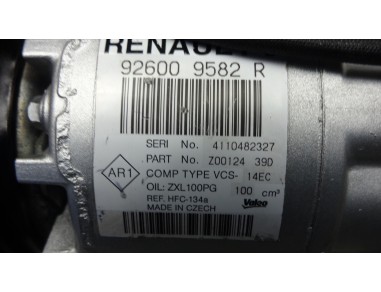 RENAULT
92600 9582 R
SERI No. 4110482327
PART No. Z00124 39D
AR1
COMP TYPE VCS- 14EC
OIL: ZXL100PG 100 cm³
REF. HFC-134a
MADE IN CZECH
Valeo